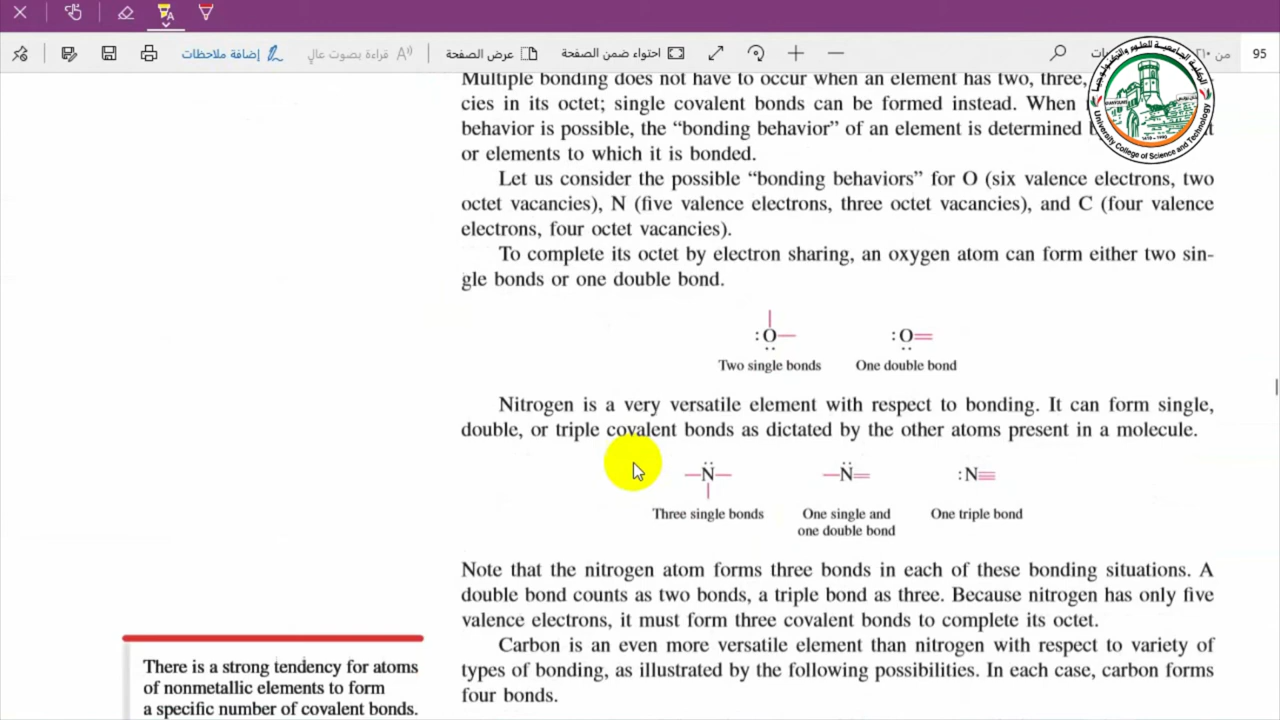 إضافة ملاحظات
قراءة بصوت عالٍ
عرض الصفحة
احتواء ضمن الصفحة
من
95
Multiple bonding does not have to occur when an element has two, three,
cies in its octet; single covalent bonds can be formed instead. When
behavior is possible, the “bonding behavior” of an element is determined
or elements to which it is bonded.
University College of Science and Technology
Let us consider the possible “bonding behaviors” for O (six valence electrons, two
octet vacancies), N (five valence electrons, three octet vacancies), and C (four valence
electrons, four octet vacancies).
To complete its octet by electron sharing, an oxygen atom can form either two sin-
gle bonds or one double bond.
:O— :O=
Two single bonds One double bond
Nitrogen is a very versatile element with respect to bonding. It can form single,
double, or triple covalent bonds as dictated by the other atoms present in a molecule.
—N— —N= :N≡
Three single bonds One single and One triple bond
one double bond
Note that the nitrogen atom forms three bonds in each of these bonding situations. A
double bond counts as two bonds, a triple bond as three. Because nitrogen has only five
valence electrons, it must form three covalent bonds to complete its octet.
Carbon is an even more versatile element than nitrogen with respect to variety of
types of bonding, as illustrated by the following possibilities. In each case, carbon forms
four bonds.
There is a strong tendency for atoms
of nonmetallic elements to form
a specific number of covalent bonds.